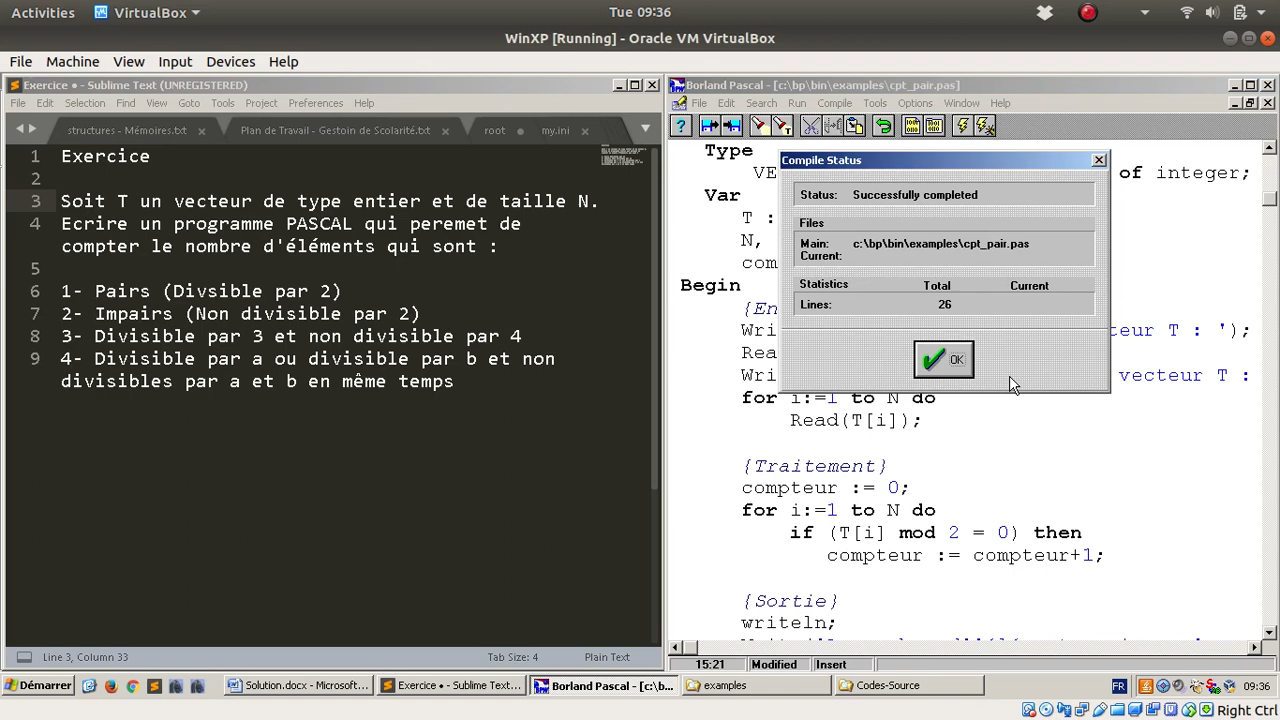 Activities VirtualBox Tue 09:36
WinXP [Running] - Oracle VM VirtualBox
File Machine View Input Devices Help
Exercice • - Sublime Text (UNREGISTERED)
File Edit Selection Find View Goto Tools Project Preferences Help
structures - Mémoires.txt Plan de Travail - Gestoin de Scolarité.txt root my.ini
1 Exercice
2
3 Soit T un vecteur de type entier et de taille N.
4 Ecrire un programme PASCAL qui peremet de
compter le nombre d'éléments qui sont :
5
6 1- Pairs (Divsible par 2)
7 2- Impairs (Non divisible par 2)
8 3- Divisible par 3 et non divisible par 4
9 4- Divisible par a ou divisible par b et non
divisibles par a et b en même temps
Line 3, Column 33 Tab Size: 4 Plain Text
Borland Pascal - [c:\bp\bin\examples\cpt_pair.pas]
File Edit Search Run Compile Tools Options Window Help
Type
VE of integer;
Var
T :
N,
com
Begin
{En
Wri teur T : ');
Rea
Wri vecteur T :
for i:=1 to N do
Read(T[i]);
{Traitement}
compteur := 0;
for i:=1 to N do
if (T[i] mod 2 = 0) then
compteur := compteur+1;
{Sortie}
writeln;
15:21 Modified Insert
Compile Status
Status: Successfully completed
Files
Main: c:\bp\bin\examples\cpt_pair.pas
Current:
Statistics Total Current
Lines: 26
OK
Démarrer Solution.docx - Microsoft... Exercice • - Sublime Text... Borland Pascal - [c:\b... examples Codes-Source FR 09:36
Right Ctrl